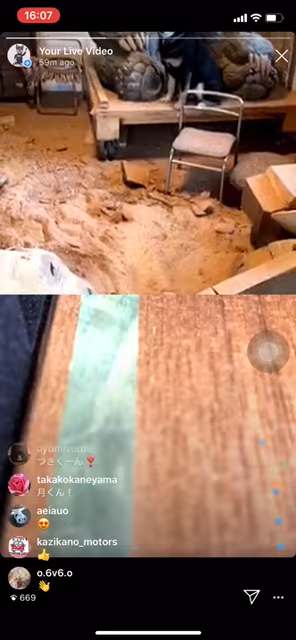 16:07
Your Live Video
59m ago
ayumiverde
つきくーん❣️
takakokaneyama
月くん！
aeiauo
😍
kazikano_motors
👍
o.6v6.o
👋
669